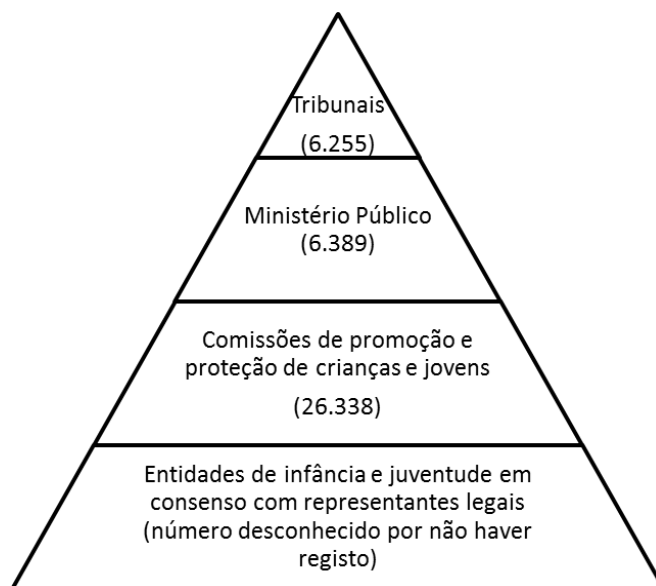 Tribunais
(6.255)
Ministério Público
(6.389)
Comissões de promoção e
proteção de crianças e jovens
(26.338)
Entidades de infância e juventude em
consenso com representantes legais
(número desconhecido por não haver
registo)